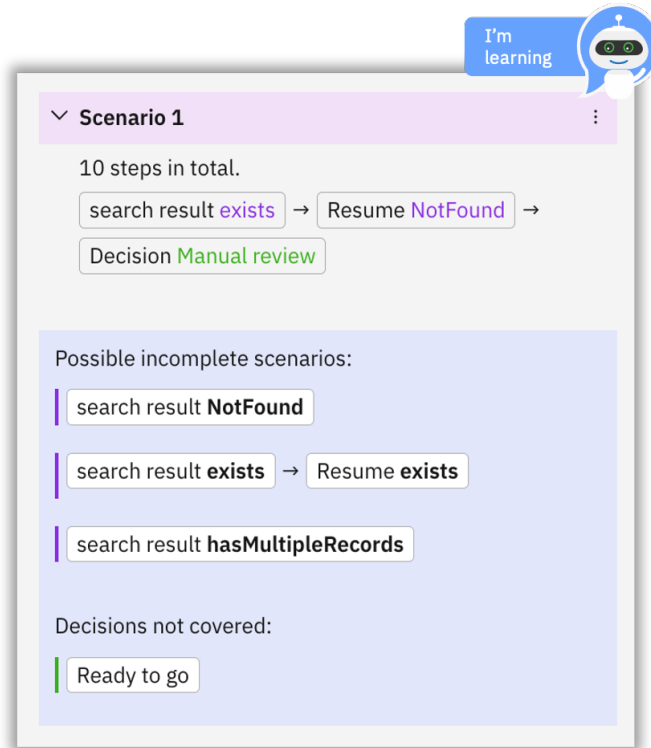 I'm
learning
Scenario 1
10 steps in total.
search result exists → Resume NotFound →
Decision Manual review
Possible incomplete scenarios:
search result NotFound
search result exists → Resume exists
search result hasMultipleRecords
Decisions not covered:
Ready to go